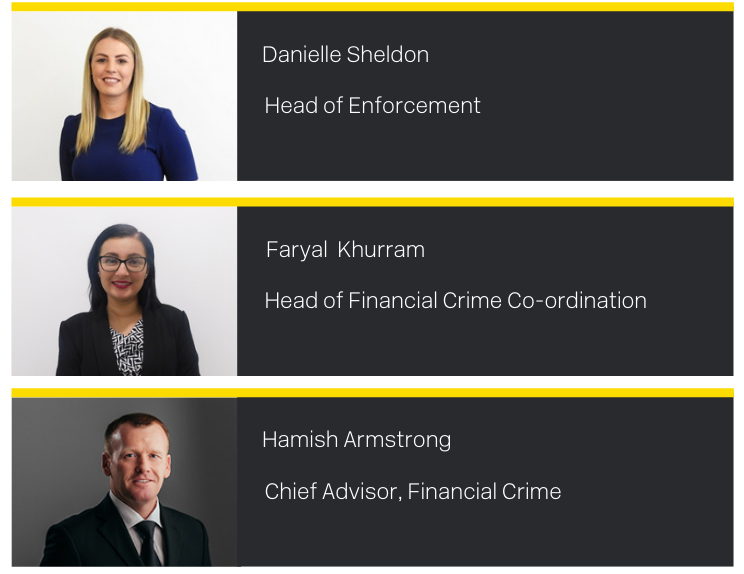 Danielle Sheldon
Head of Enforcement
Faryal Khurram
Head of Financial Crime Co-ordination
Hamish Armstrong
Chief Advisor, Financial Crime